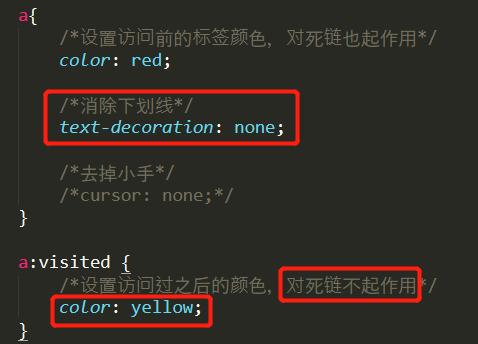 a{
/*设置访问前的标签颜色，对死链也起作用*/
color: red;
/*消除下划线*/
text-decoration: none;
/*去掉小手*/
/*cursor: none;*/
}
a:visited {
/*设置访问过之后的颜色，对死链不起作用*/
color: yellow;
}